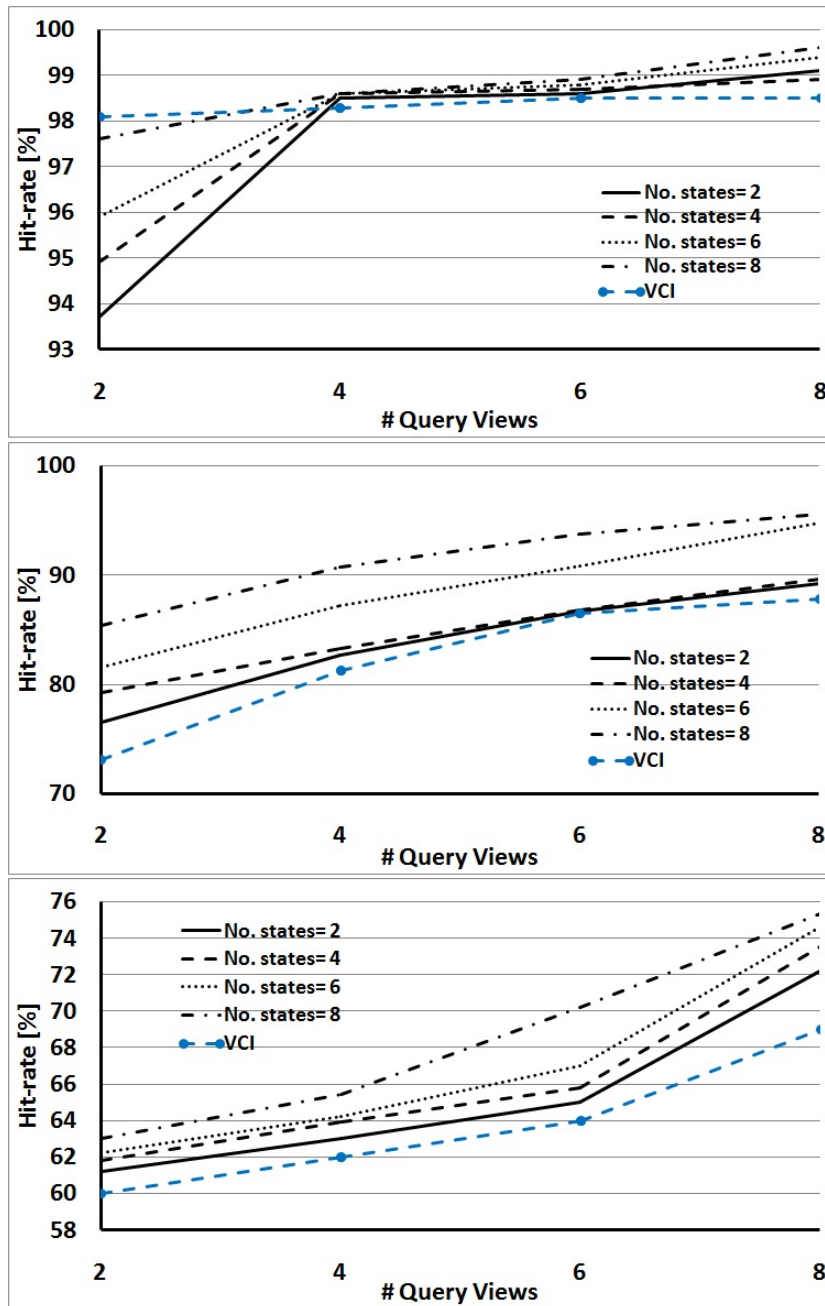 100
99
98
97
96
95
94
93
Hit-rate [%]
No. states= 2
No. states= 4
No. states= 6
No. states= 8
VCI
2 4 6 8
# Query Views
100
90
80
70
Hit-rate [%]
No. states= 2
No. states= 4
No. states= 6
No. states= 8
VCI
2 4 6 8
# Query Views
76
74
72
70
68
66
64
62
60
58
Hit-rate [%]
No. states= 2
No. states= 4
No. states= 6
No. states= 8
VCI
2 4 6 8
# Query Views